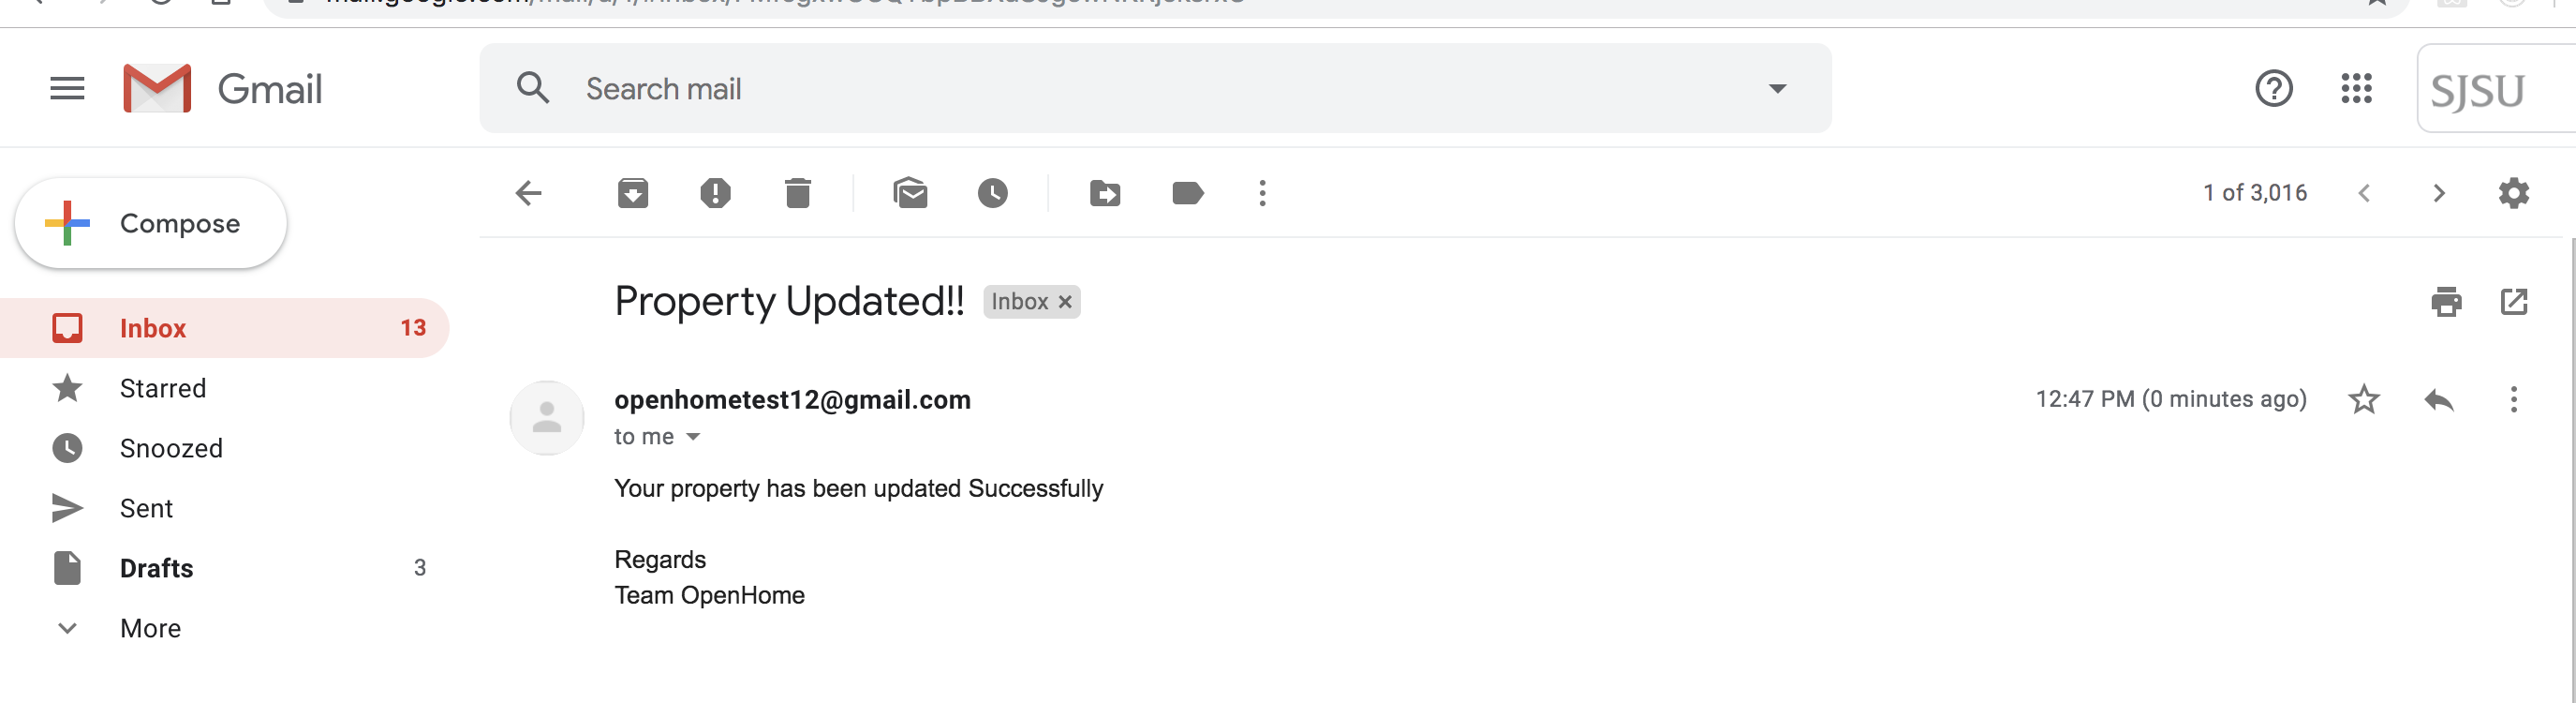 Gmail
Search mail
SJSU
Compose
1 of 3,016
Inbox 13
Starred
Snoozed
Sent
Drafts 3
More
Property Updated!! Inbox ×
openhometest12@gmail.com
12:47 PM (0 minutes ago)
to me
Your property has been updated Successfully
Regards
Team OpenHome